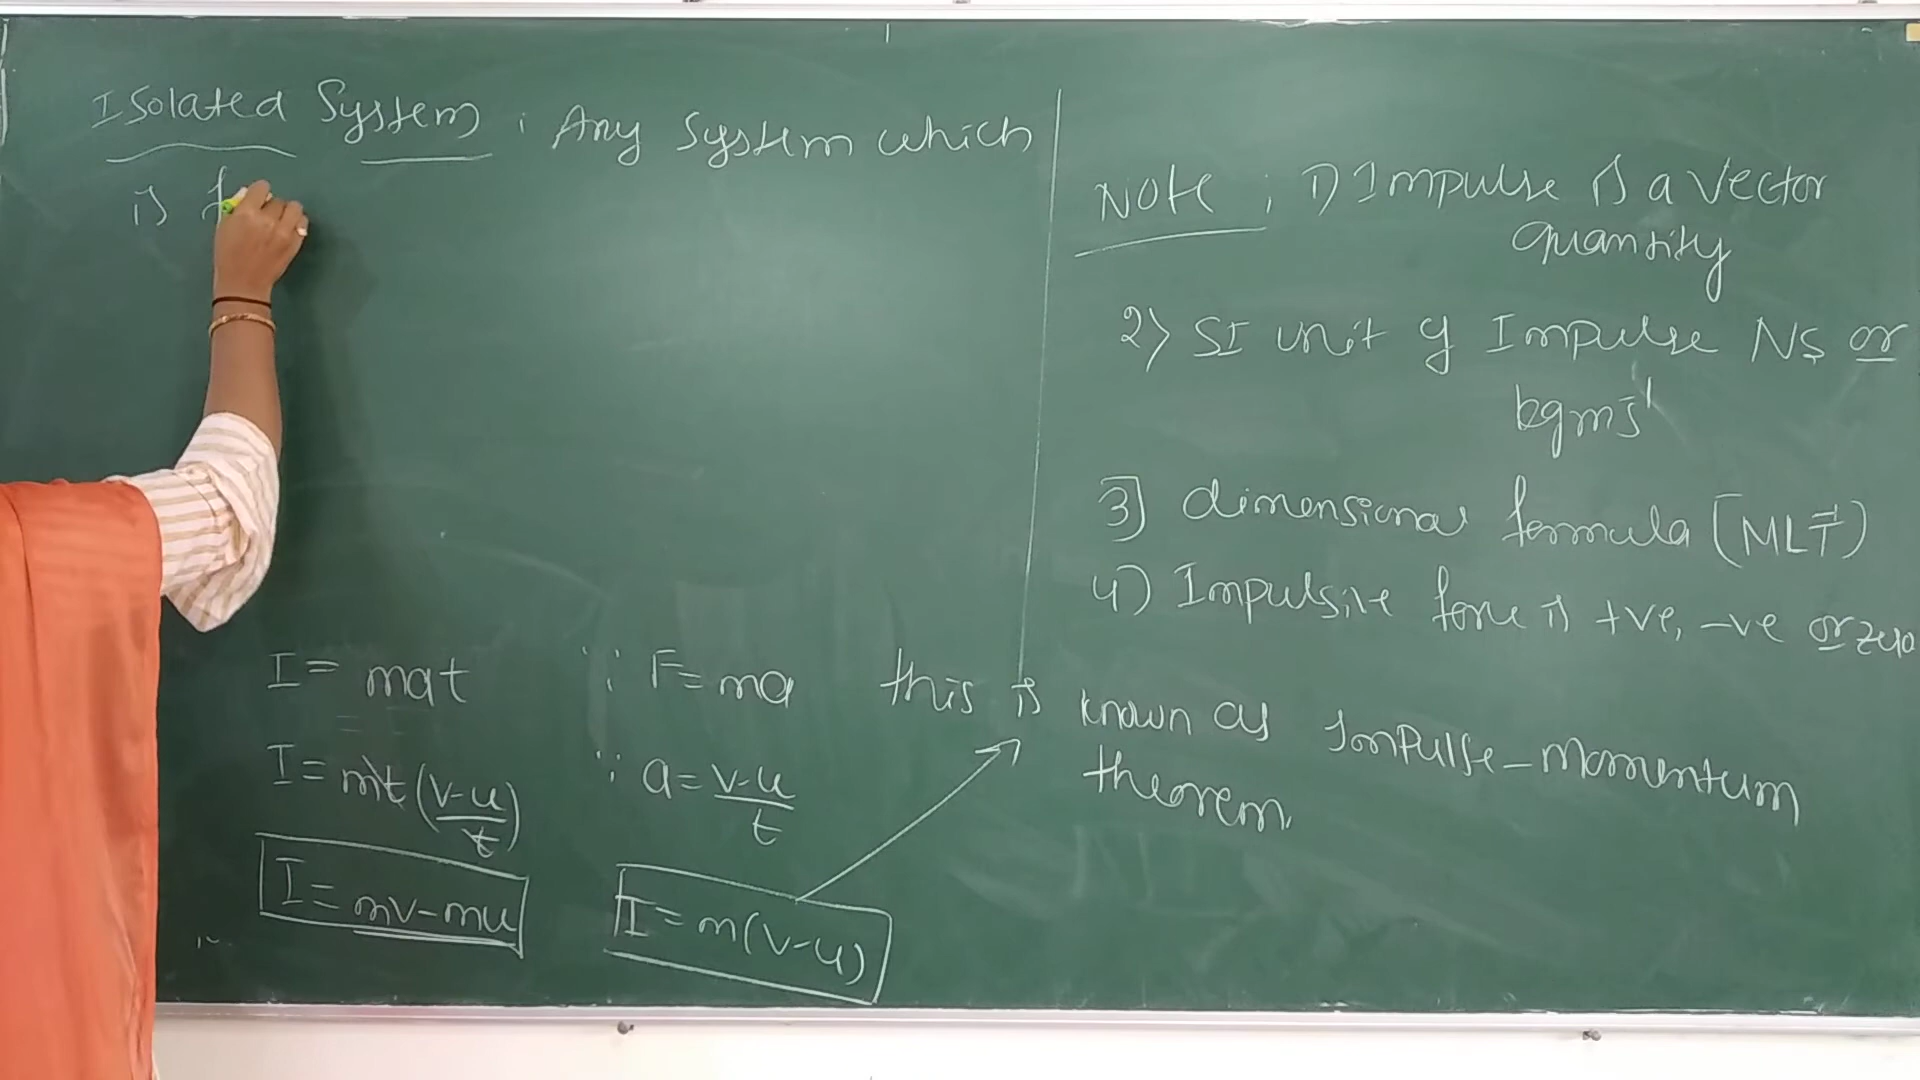 Isolated System : Any system which
is f
I = mat ∵ F = ma
I = mt(v-u/t) ∵ a = v-u/t
I = mv-mu I = m(v-u)
Note : 1) Impulse is a vector
quantity
2) SI unit of Impulse NS or
kgms⁻¹
3] dimensional formula [MLT⁻¹)
4) Impulsive force is +ve, -ve or zero
this is known as Impulse-Momentum
theorem.